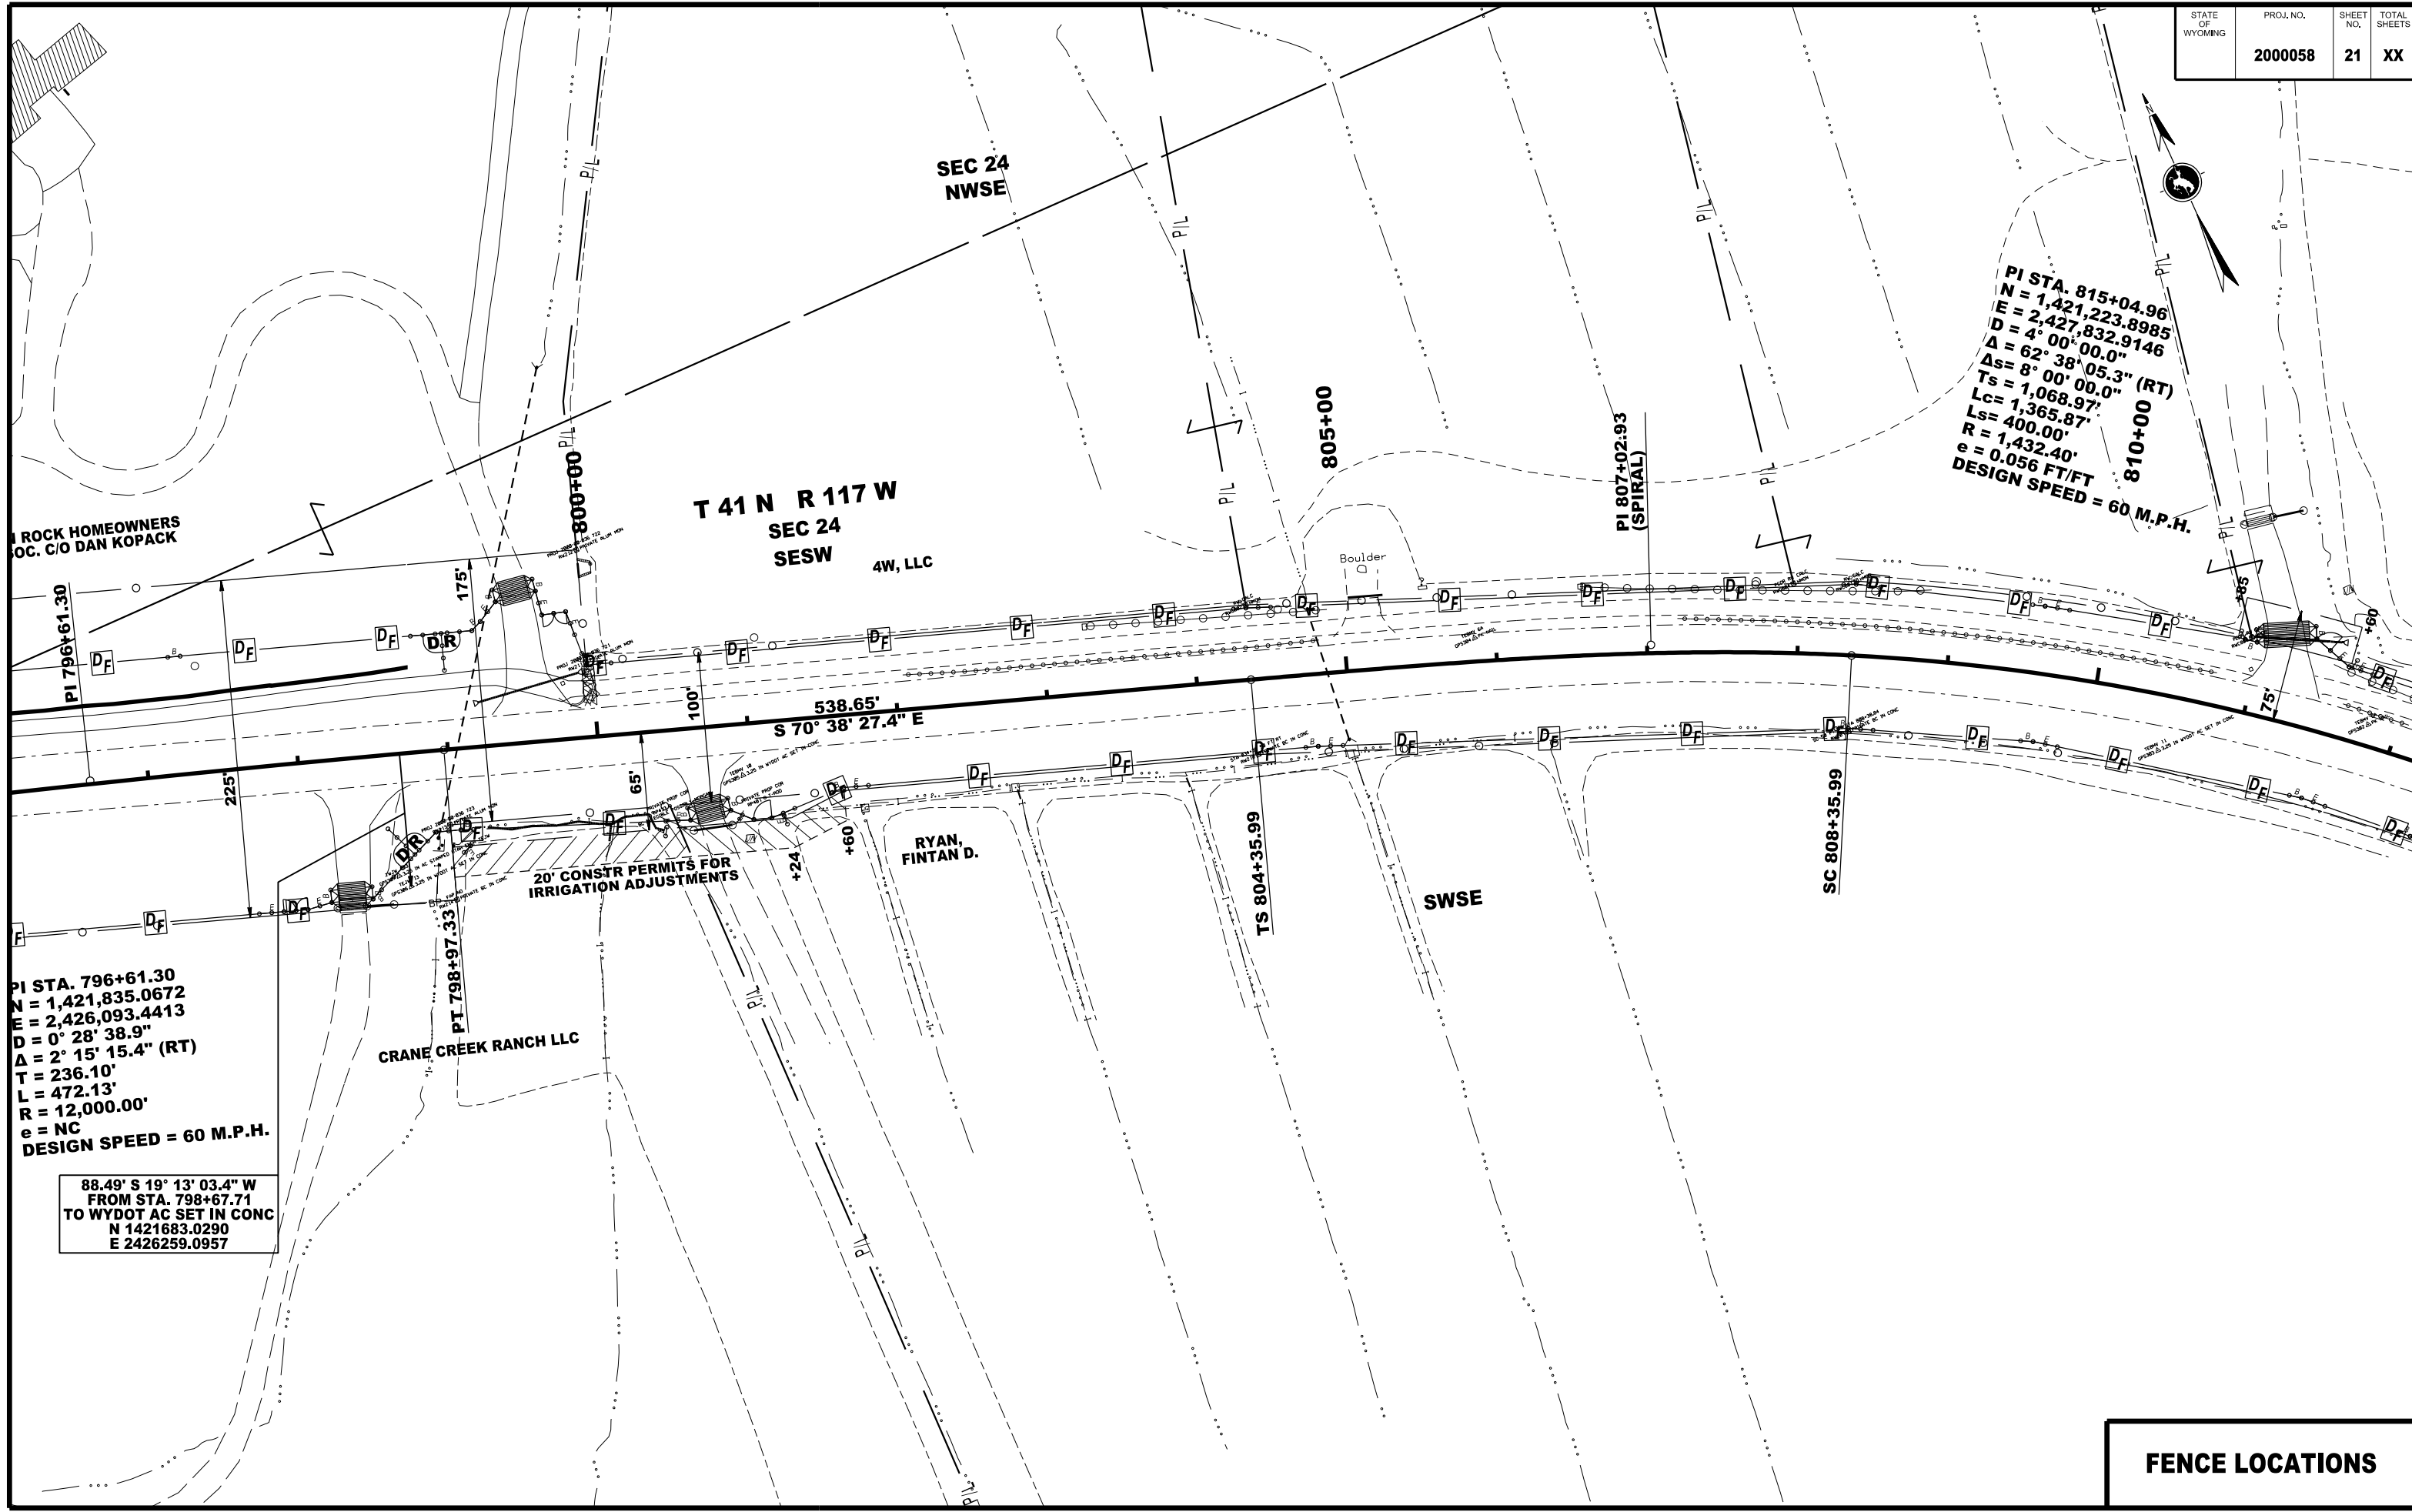 STATE
OF
WYOMING
PROJ. NO.
2000058
SHEET
NO.
21
TOTAL
SHEETS
XX
SEC 24
NWSE
PI STA. 815+04.96
N = 1,421,223.8985
E = 2,427,832.9146
D = 4° 00' 00.0"
Δ = 62° 38' 05.3" (RT)
Δs= 8° 00' 00.0"
Ts = 1,068.97'
Lc= 1,365.87'
Ls= 400.00'
R = 1,432.40'
e = 0.056 FT/FT
DESIGN SPEED = 60 M.P.H.
810+00
805+00
800+00
PI 807+02.93
(SPIRAL)
T 41 N R 117 W
SEC 24
SESW
4W, LLC
Boulder
ROCK HOMEOWNERS
OC. C/O DAN KOPACK
PI 796+61.30
175'
225'
100'
65'
538.65'
S 70° 38' 27.4" E
+85
+60
75'
D.R
D.R
20' CONSTR PERMITS FOR
IRRIGATION ADJUSTMENTS
+24
+60
RYAN,
FINTAN D.
TS 804+35.99
SWSE
SC 808+35.99
PT 798+97.33
CRANE CREEK RANCH LLC
PI STA. 796+61.30
N = 1,421,835.0672
E = 2,426,093.4413
D = 0° 28' 38.9"
Δ = 2° 15' 15.4" (RT)
T = 236.10'
L = 472.13'
R = 12,000.00'
e = NC
DESIGN SPEED = 60 M.P.H.
88.49' S 19° 13' 03.4" W
FROM STA. 798+67.71
TO WYDOT AC SET IN CONC
N 1421683.0290
E 2426259.0957
P/L
P/L
P/L
P/L
P/L
P/L
P/L
P/L
P/L
P/L
P/L
FENCE LOCATIONS